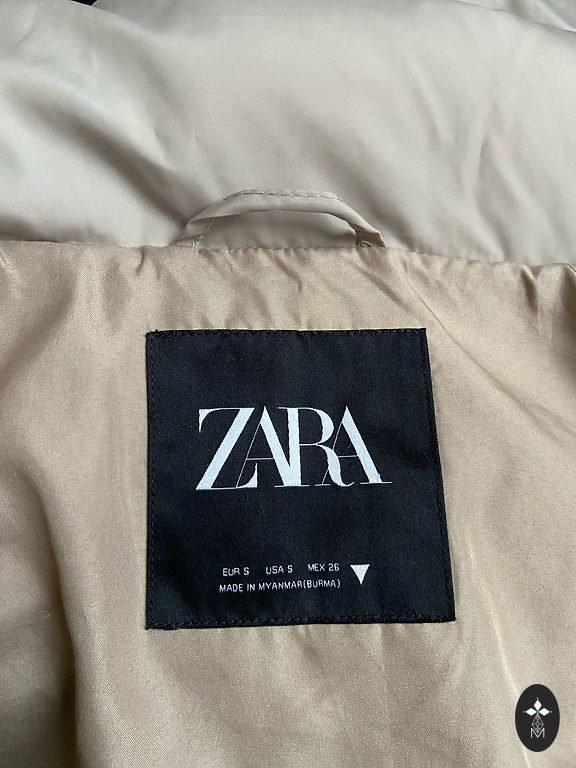 ZARA
EUR S USA S MEX 26
MADE IN MYANMAR(BURMA)
M